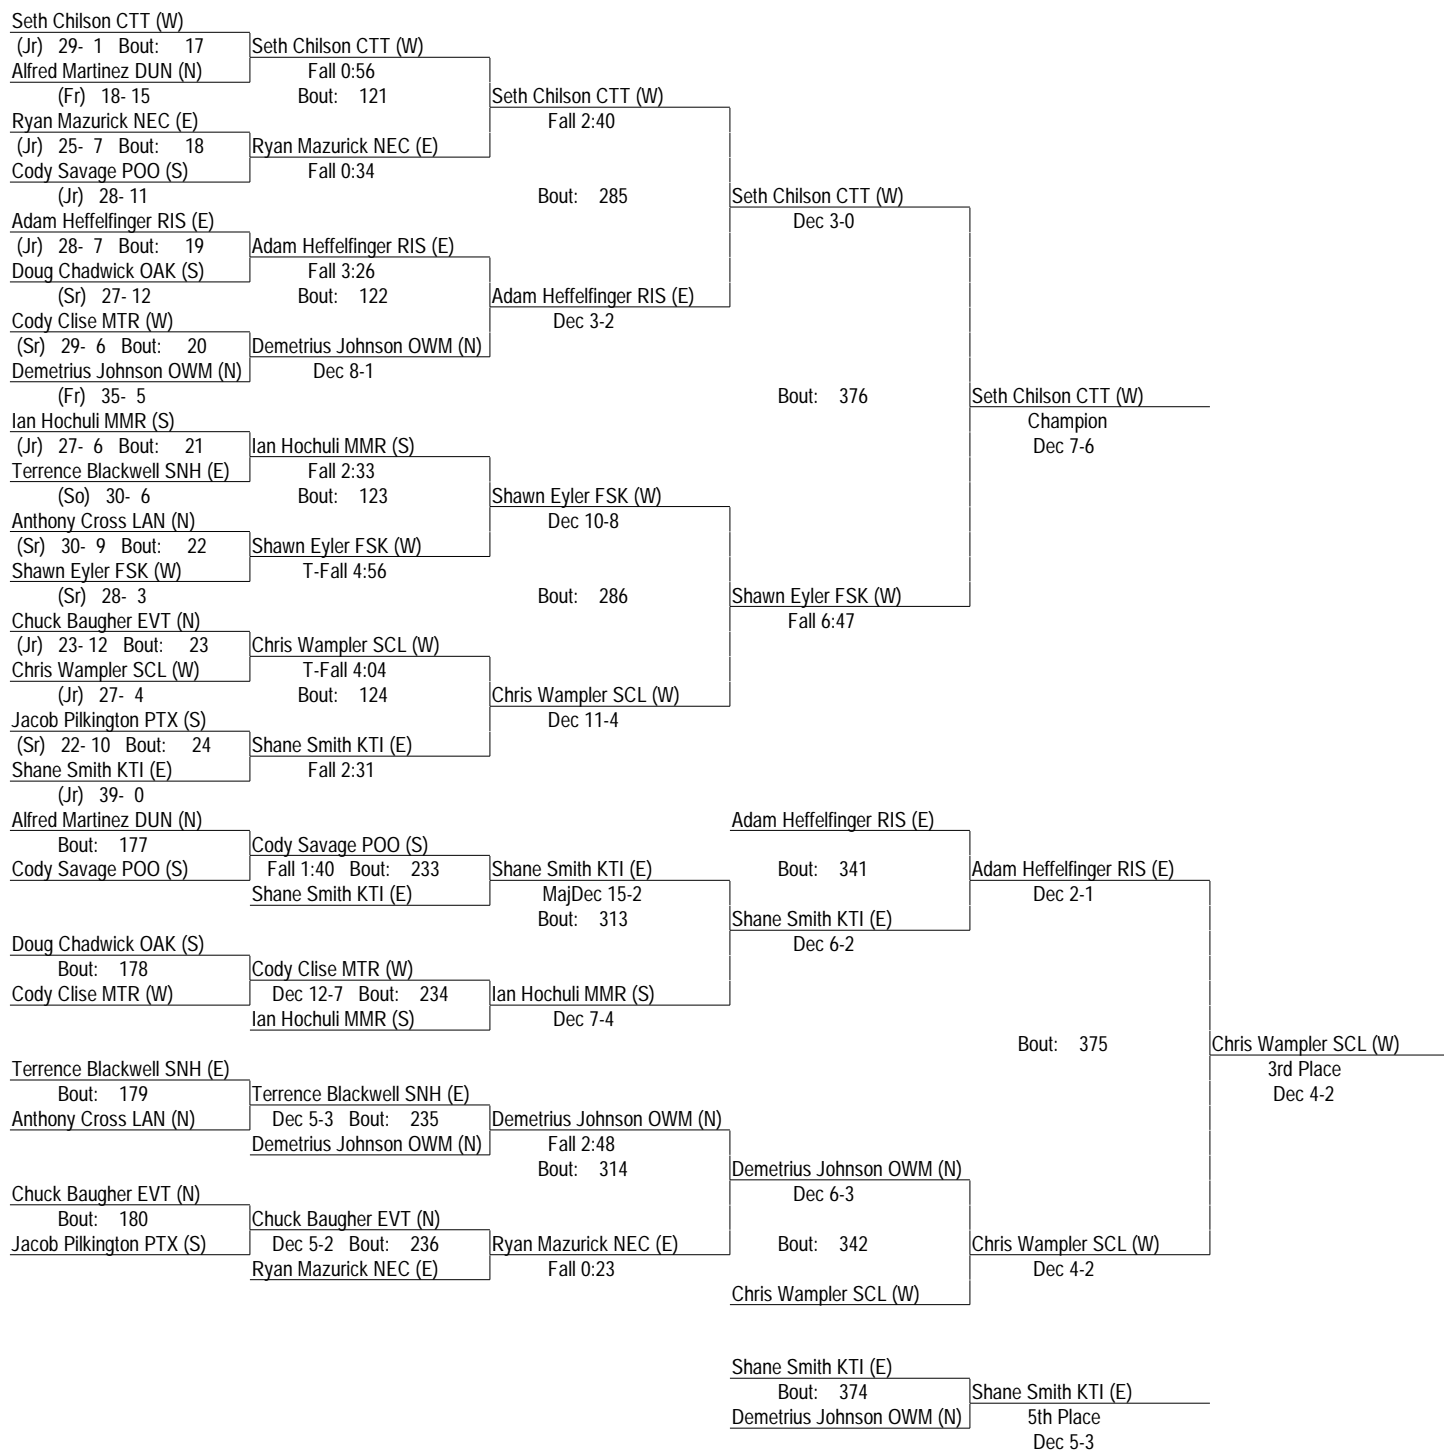 Seth Chilson CTT (W)
(Jr) 29- 1 Bout: 17 Seth Chilson CTT (W)
Alfred Martinez DUN (N) Fall 0:56
(Fr) 18- 15 Bout: 121 Seth Chilson CTT (W)
Ryan Mazurick NEC (E) Fall 2:40
(Jr) 25- 7 Bout: 18 Ryan Mazurick NEC (E)
Cody Savage POO (S) Fall 0:34
(Jr) 28- 11 Bout: 285 Seth Chilson CTT (W)
Adam Heffelfinger RIS (E) Dec 3-0
(Jr) 28- 7 Bout: 19 Adam Heffelfinger RIS (E)
Doug Chadwick OAK (S) Fall 3:26
(Sr) 27- 12 Bout: 122 Adam Heffelfinger RIS (E)
Cody Clise MTR (W) Dec 3-2
(Sr) 29- 6 Bout: 20 Demetrius Johnson OWM (N)
Demetrius Johnson OWM (N) Dec 8-1
(Fr) 35- 5 Bout: 376 Seth Chilson CTT (W)
Ian Hochuli MMR (S) Champion
(Jr) 27- 6 Bout: 21 Ian Hochuli MMR (S) Dec 7-6
Terrence Blackwell SNH (E) Fall 2:33
(So) 30- 6 Bout: 123 Shawn Eyler FSK (W)
Anthony Cross LAN (N) Dec 10-8
(Sr) 30- 9 Bout: 22 Shawn Eyler FSK (W)
Shawn Eyler FSK (W) T-Fall 4:56
(Sr) 28- 3 Bout: 286 Shawn Eyler FSK (W)
Chuck Baugher EVT (N) Fall 6:47
(Jr) 23- 12 Bout: 23 Chris Wampler SCL (W)
Chris Wampler SCL (W) T-Fall 4:04
(Jr) 27- 4 Bout: 124 Chris Wampler SCL (W)
Jacob Pilkington PTX (S) Dec 11-4
(Sr) 22- 10 Bout: 24 Shane Smith KTI (E)
Shane Smith KTI (E) Fall 2:31
(Jr) 39- 0
Alfred Martinez DUN (N) Adam Heffelfinger RIS (E)
Bout: 177 Cody Savage POO (S)
Cody Savage POO (S) Fall 1:40 Bout: 233 Shane Smith KTI (E) Bout: 341 Adam Heffelfinger RIS (E)
Shane Smith KTI (E) MajDec 15-2 Dec 2-1
Bout: 313 Shane Smith KTI (E)
Doug Chadwick OAK (S) Dec 6-2
Bout: 178 Cody Clise MTR (W)
Cody Clise MTR (W) Dec 12-7 Bout: 234 Ian Hochuli MMR (S)
Ian Hochuli MMR (S) Dec 7-4
Bout: 375 Chris Wampler SCL (W)
Terrence Blackwell SNH (E) 3rd Place
Bout: 179 Terrence Blackwell SNH (E) Dec 4-2
Anthony Cross LAN (N) Dec 5-3 Bout: 235 Demetrius Johnson OWM (N)
Demetrius Johnson OWM (N) Fall 2:48
Bout: 314 Demetrius Johnson OWM (N)
Chuck Baugher EVT (N) Dec 6-3
Bout: 180 Chuck Baugher EVT (N)
Jacob Pilkington PTX (S) Dec 5-2 Bout: 236 Ryan Mazurick NEC (E) Bout: 342 Chris Wampler SCL (W)
Ryan Mazurick NEC (E) Fall 0:23 Dec 4-2
Chris Wampler SCL (W)
Shane Smith KTI (E)
Bout: 374 Shane Smith KTI (E)
Demetrius Johnson OWM (N) 5th Place
Dec 5-3